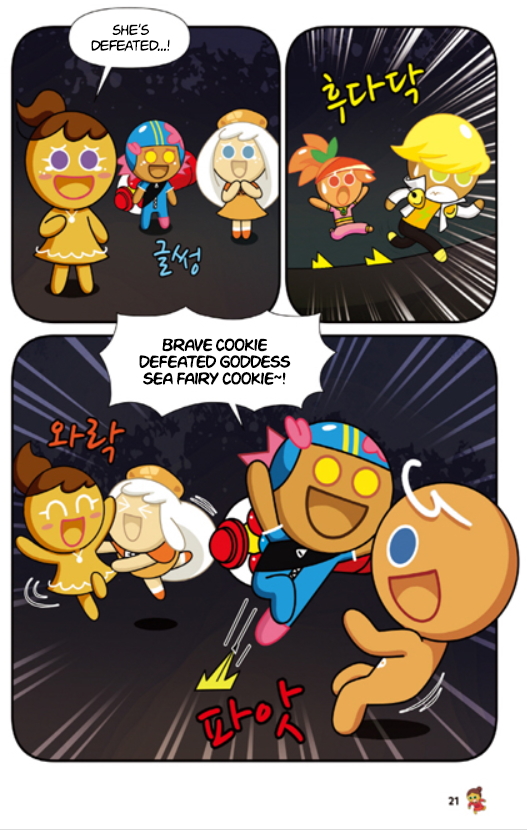 SHE'S
DEFEATED...!
글썽
후다닥
BRAVE COOKIE
DEFEATED GODDESS
SEA FAIRY COOKIE~!
와락
파앗
21